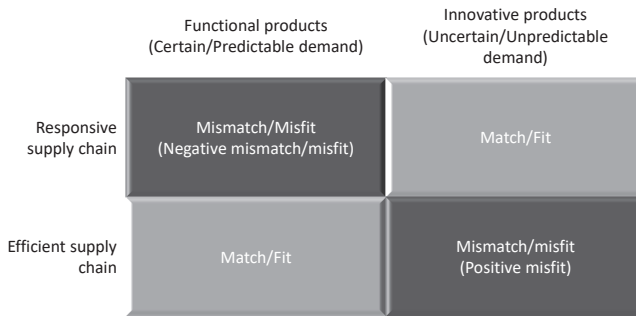 Functional products
(Certain/Predictable demand)
Innovative products
(Uncertain/Unpredictable
demand)
Responsive
supply chain
Mismatch/Misfit
(Negative mismatch/misfit)
Match/Fit
Efficient supply
chain
Match/Fit
Mismatch/misfit
(Positive misfit)